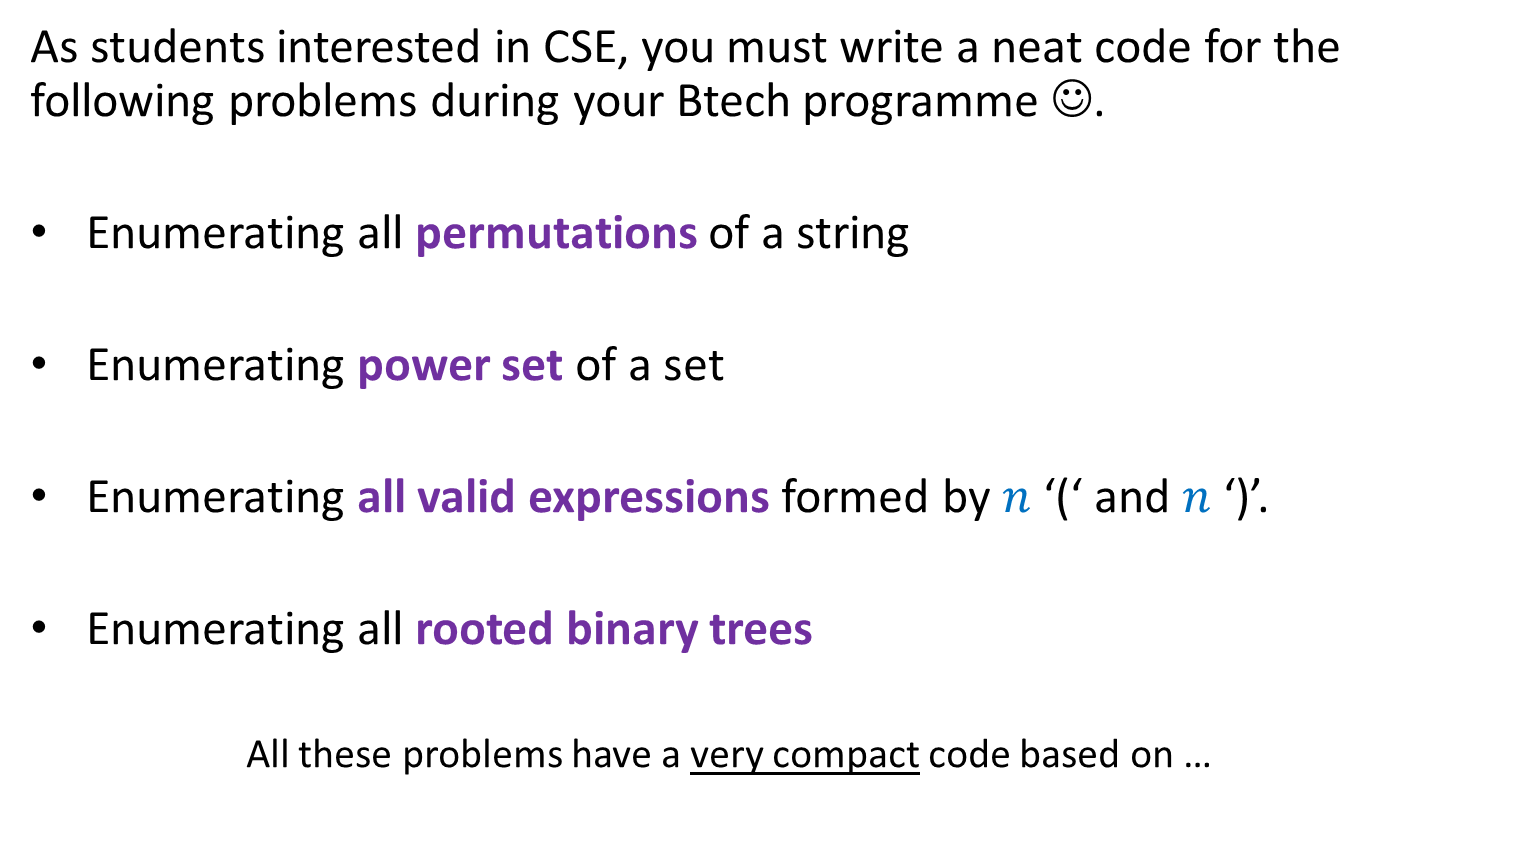 As students interested in CSE, you must write a neat code for the
following problems during your Btech programme ☺.
• Enumerating all permutations of a string
• Enumerating power set of a set
• Enumerating all valid expressions formed by n ‘(‘ and n ‘)’.
• Enumerating all rooted binary trees
All these problems have a very compact code based on …